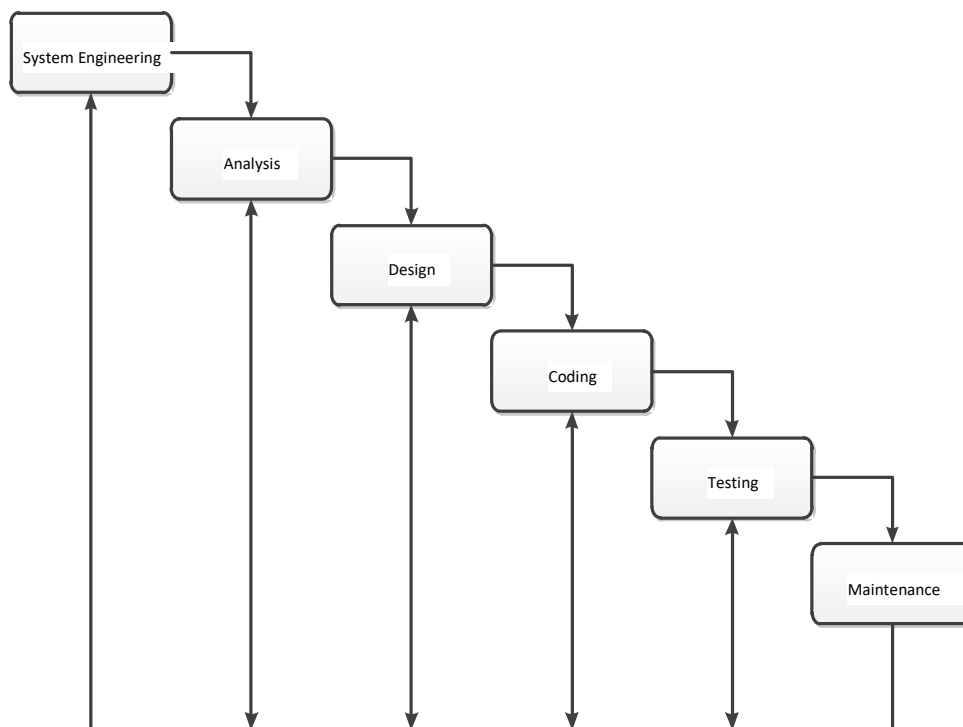 System Engineering
Analysis
Design
Coding
Testing
Maintenance